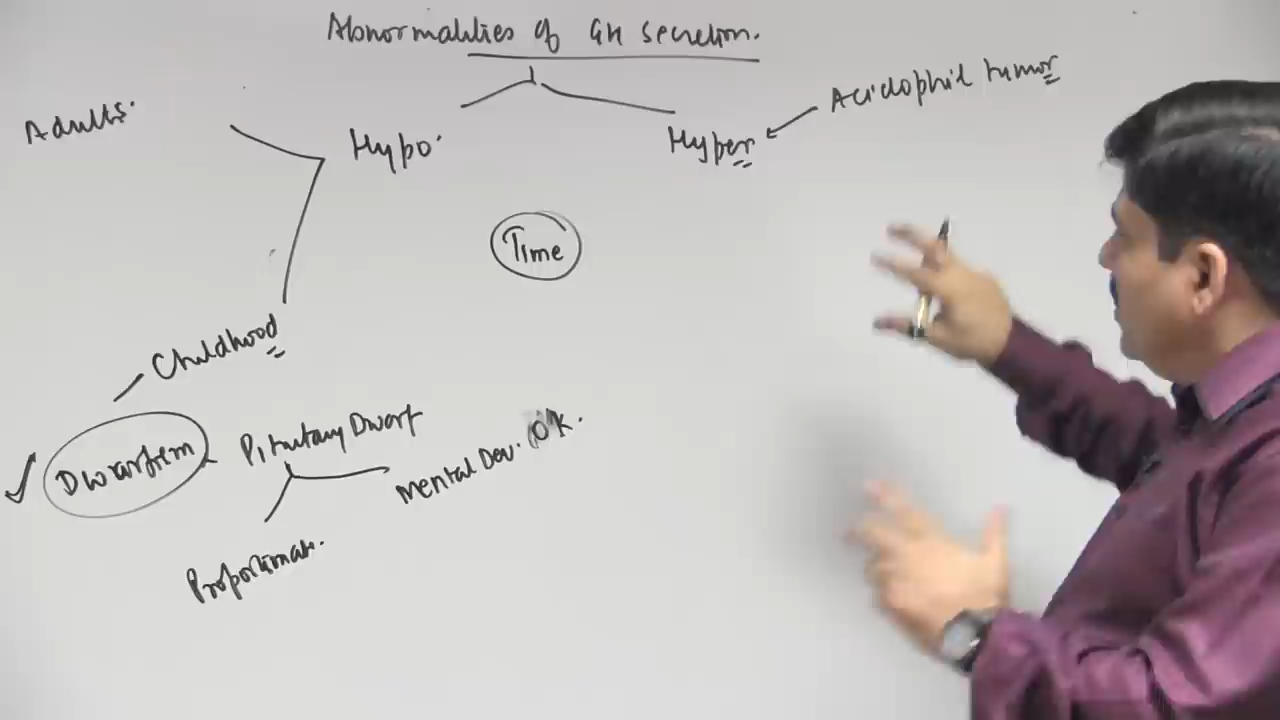 Abnormalities of GH secretion.
Acidophil tumor
Adults.
Hypo.
Hyper
Time
Childhood
Dwarfism
Pituitary Dwarf
Mental Dev. OK.
Proportionate.